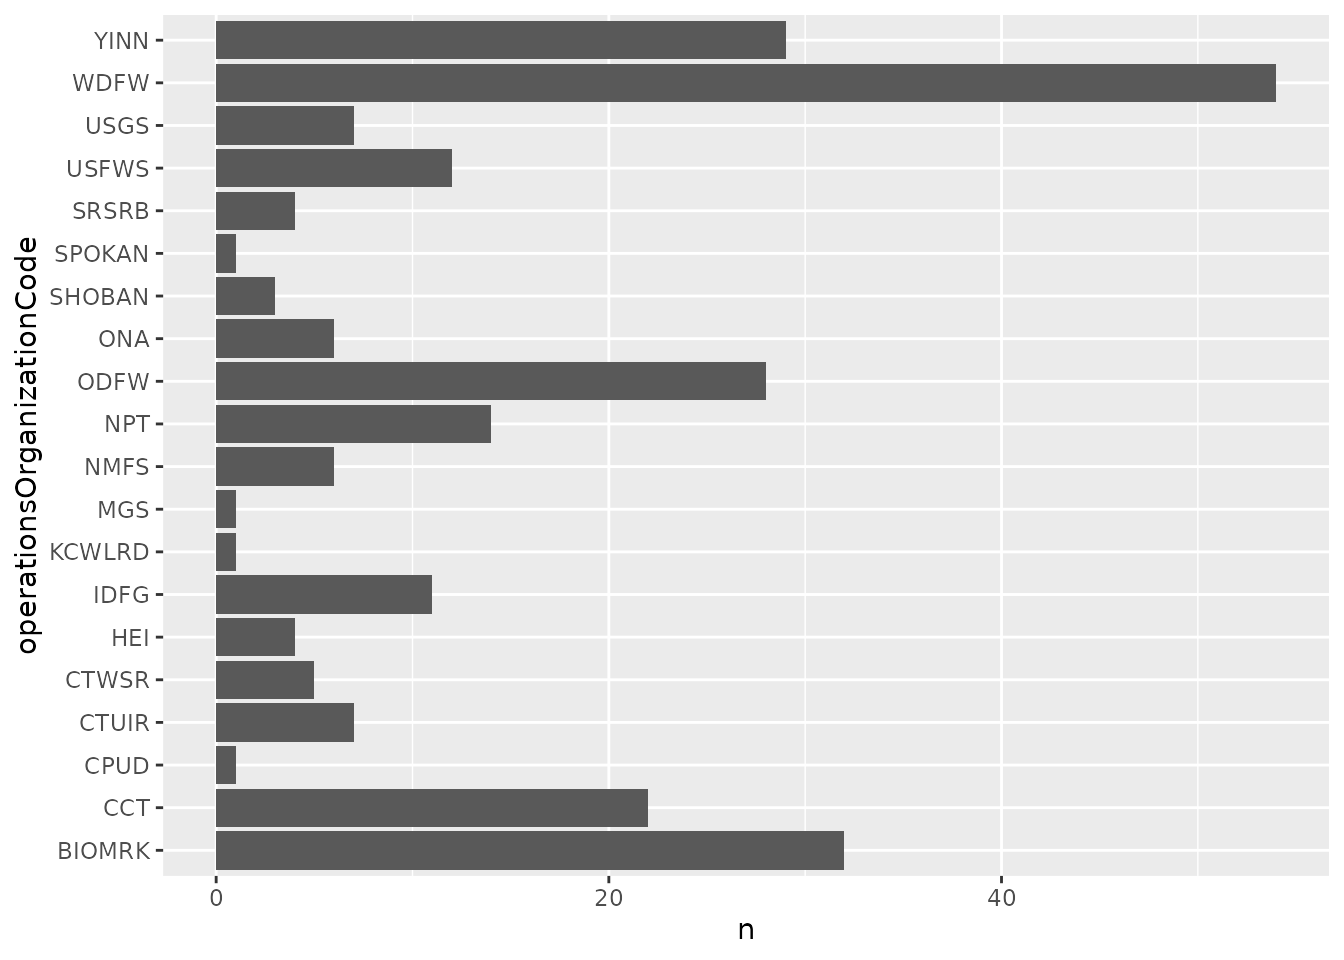 YINN
WDFW
USGS
USFWS
SRSRB
SPOKAN
SHOBAN
ONA
ODFW
NPT
NMFS
MGS
KCWLRD
IDFG
HEI
CTWSR
CTUIR
CPUD
CCT
BIOMRK
operationsOrganizationCode
0 20 40
n